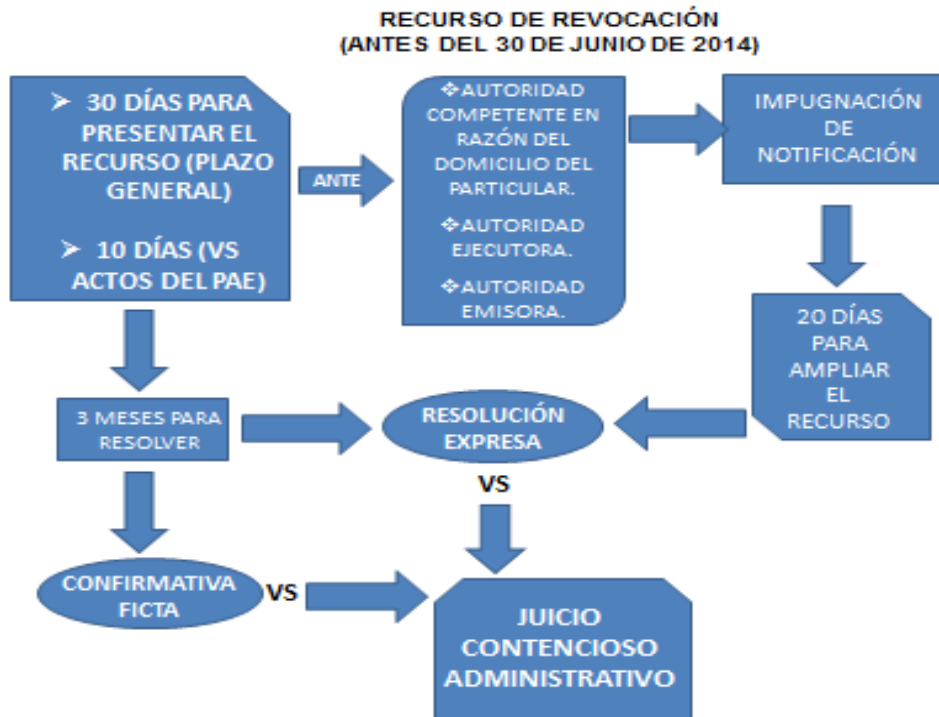 RECURSO DE REVOCACIÓN
(ANTES DEL 30 DE JUNIO DE 2014)
➢ 30 DÍAS PARA
PRESENTAR EL
RECURSO (PLAZO
GENERAL)
➢ 10 DÍAS (VS
ACTOS DEL PAE)
ANTE
❖AUTORIDAD
COMPETENTE EN
RAZÓN DEL
DOMICILIO DEL
PARTICULAR.
❖AUTORIDAD
EJECUTORA.
❖AUTORIDAD
EMISORA.
IMPUGNACIÓN
DE
NOTIFICACIÓN
20 DÍAS
PARA
AMPLIAR
EL
RECURSO
3 MESES PARA
RESOLVER
RESOLUCIÓN
EXPRESA
VS
CONFIRMATIVA
FICTA
VS
JUICIO
CONTENCIOSO
ADMINISTRATIVO